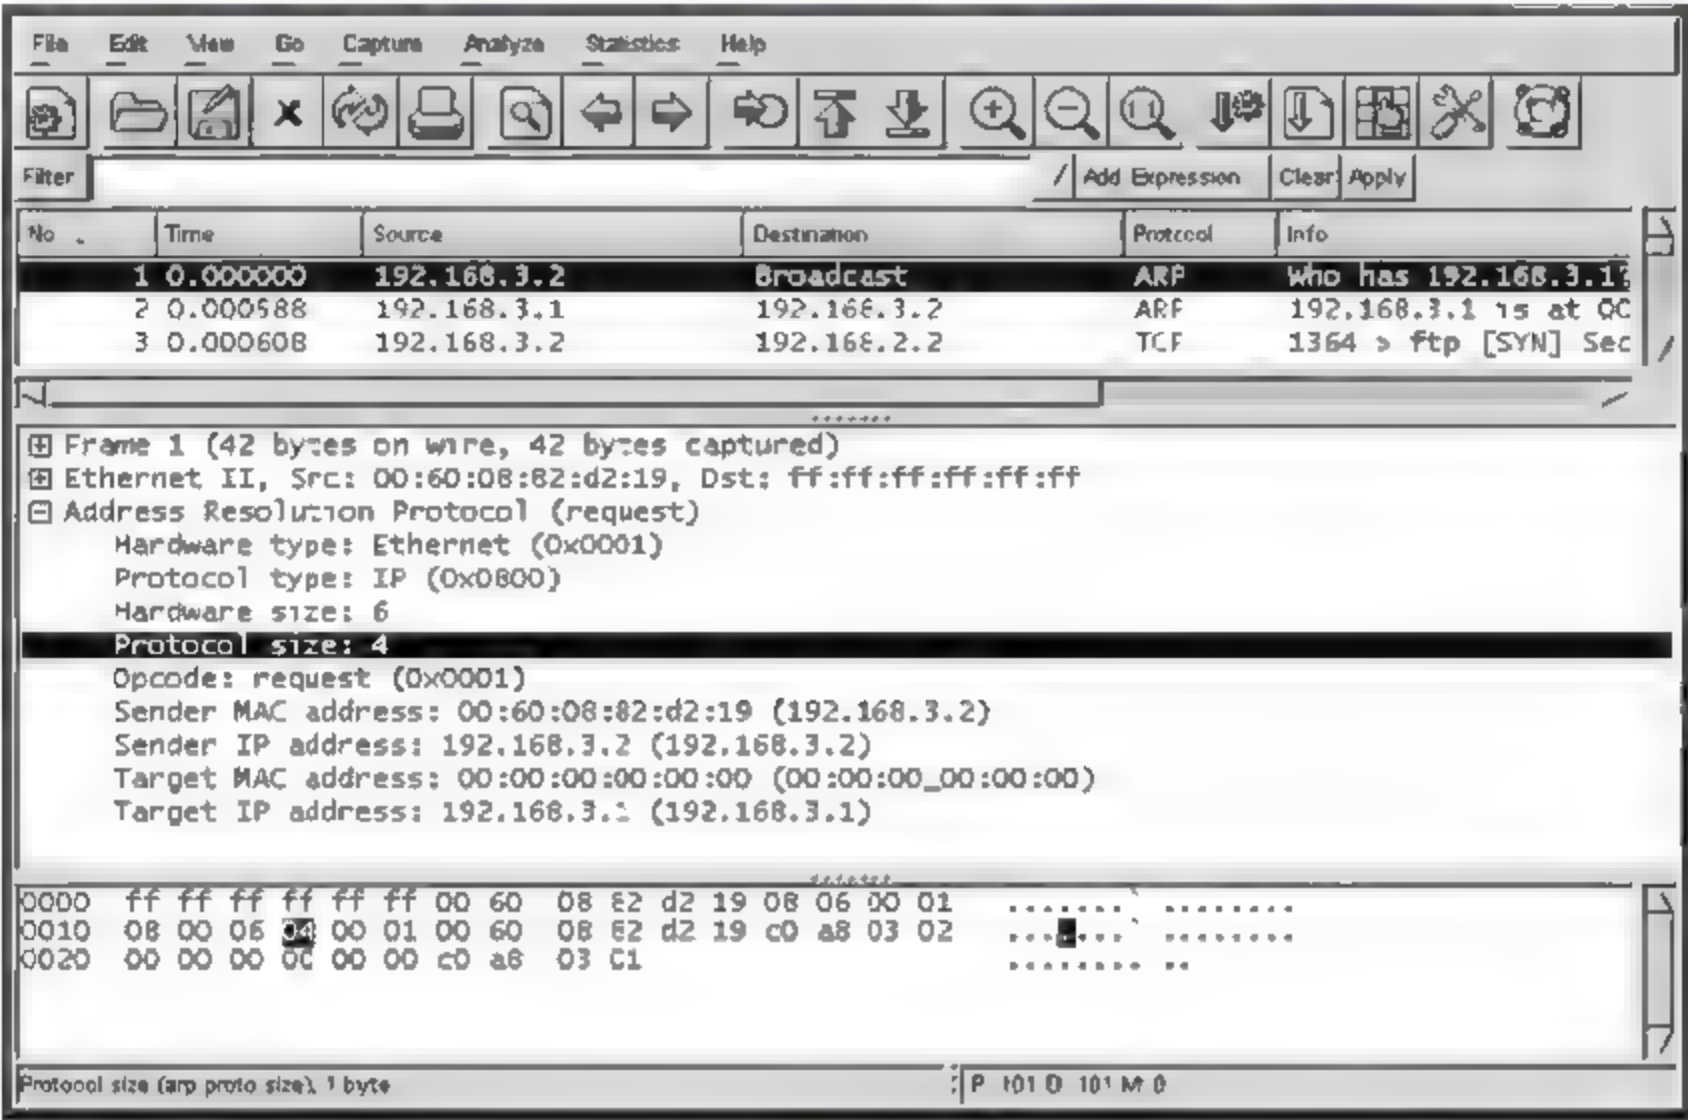 File Edit View Go Capture Analyze Statistics Help
Filter / Add Expression Clear Apply
No . Time Source Destination Protocol Info
1 0.000000 192.168.3.2 Broadcast ARP Who has 192.168.3.1?
2 0.000588 192.168.3.1 192.168.3.2 ARP 192.168.3.1 is at 00
3 0.000608 192.168.3.2 192.168.2.2 TCP 1364 > ftp [SYN] Seq
Frame 1 (42 bytes on wire, 42 bytes captured)
Ethernet II, Src: 00:60:08:82:d2:19, Dst: ff:ff:ff:ff:ff:ff
Address Resolution Protocol (request)
Hardware type: Ethernet (0x0001)
Protocol type: IP (0x0800)
Hardware size: 6
Protocol size: 4
Opcode: request (0x0001)
Sender MAC address: 00:60:08:82:d2:19 (192.168.3.2)
Sender IP address: 192.168.3.2 (192.168.3.2)
Target MAC address: 00:00:00:00:00:00 (00:00:00_00:00:00)
Target IP address: 192.168.3.1 (192.168.3.1)
0000 ff ff ff ff ff ff 00 60 08 82 d2 19 08 06 00 01
0010 08 00 06 04 00 01 00 60 08 82 d2 19 c0 a8 03 02
0020 00 00 00 00 00 00 c0 a8 03 01
Protocol size (arp proto size), 1 byte P 101 D 101 M 0